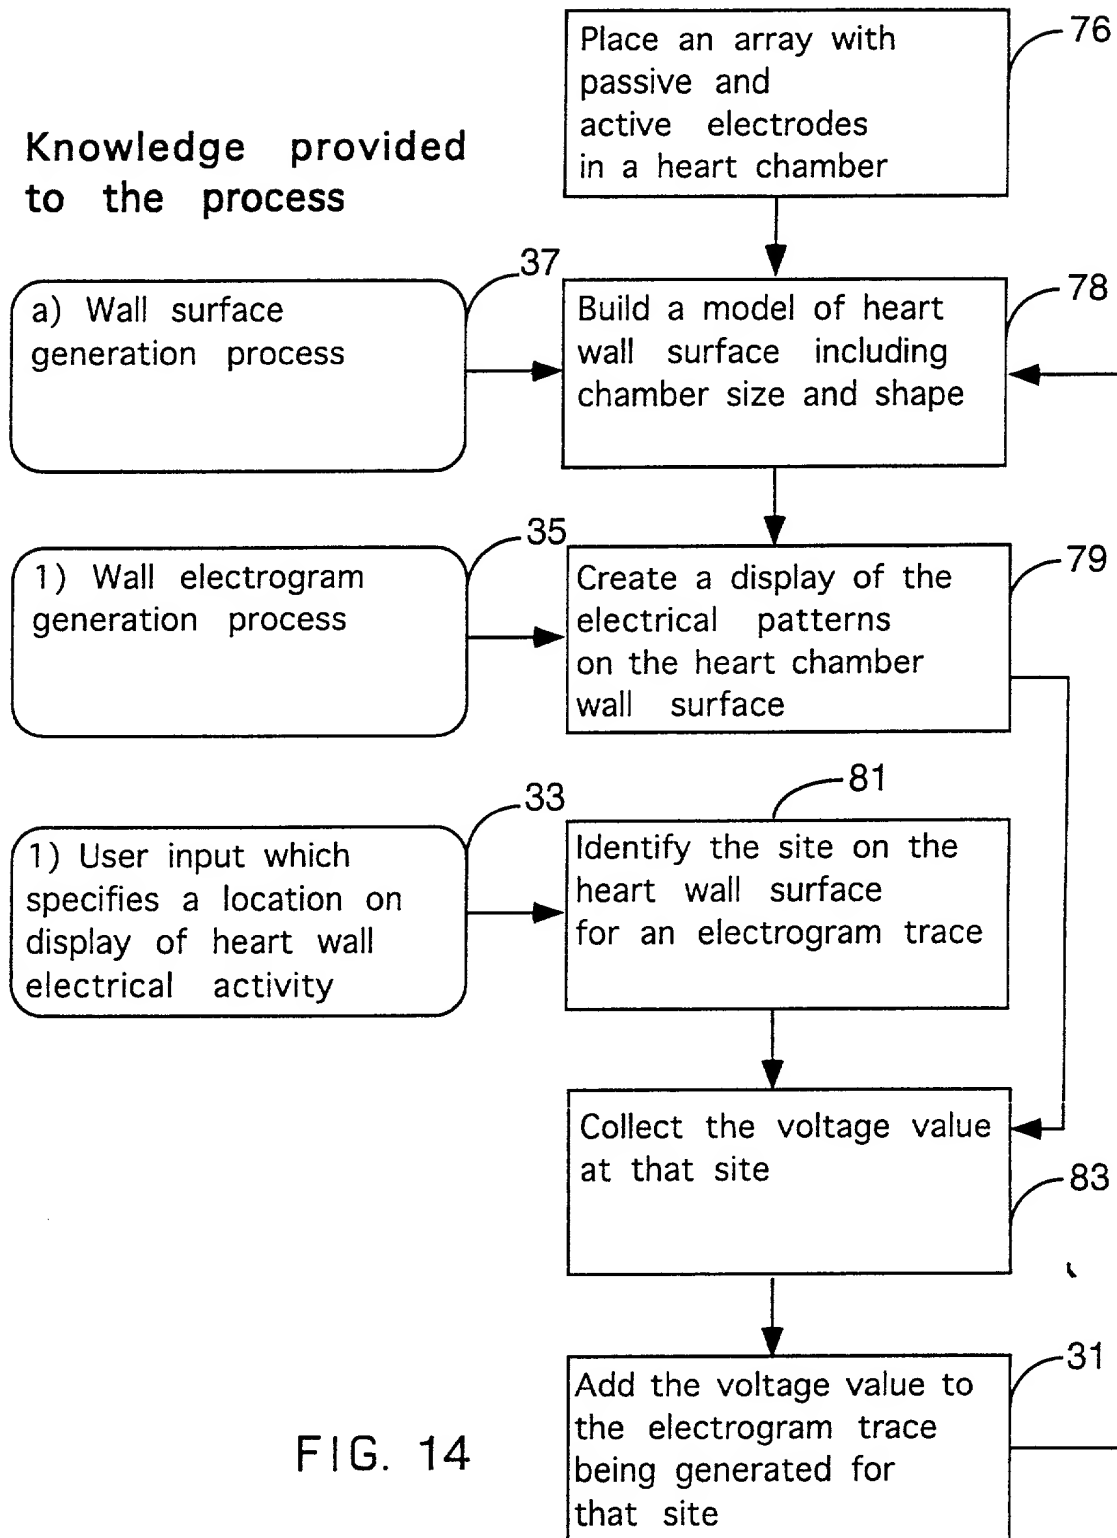 Place an array with
passive and
active electrodes
in a heart chamber
76
Knowledge provided
to the process
37
a) Wall surface
generation process
78
Build a model of heart
wall surface including
chamber size and shape
35
1) Wall electrogram
generation process
79
Create a display of the
electrical patterns
on the heart chamber
wall surface
33
1) User input which
specifies a location on
display of heart wall
electrical activity
81
Identify the site on the
heart wall surface
for an electrogram trace
Collect the voltage value
at that site
83
31
Add the voltage value to
the electrogram trace
being generated for
that site
FIG. 14